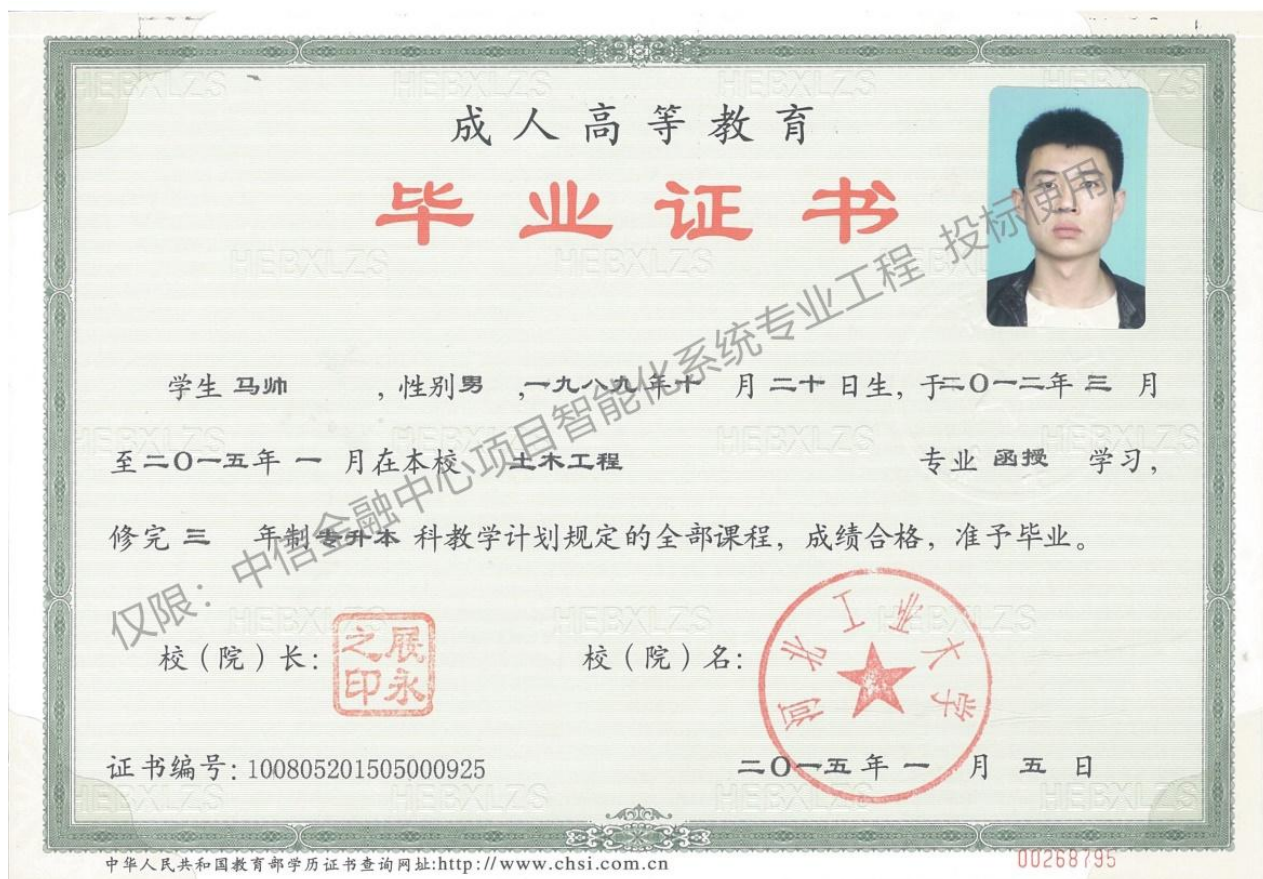 成人高等教育
毕业证书
学生 马帅 ，性别男 ，一九八九年十 月 二十 日生，于二〇一二年 三 月
至二〇一五年 一 月在本校 土木工程 专业 函授 学习，
修完 三 年制专升本 科教学计划规定的全部课程，成绩合格，准予毕业。
校（院）长：
展永之印
校（院）名：
河北工业大学
证书编号：100805201505000925
二〇一五年 一 月 五 日
中华人民共和国教育部学历证书查询网址:http://www.chsi.com.cn
00268795
仅限：中信金融中心项目智能化系统专业工程 投标使用
HEBXLZS